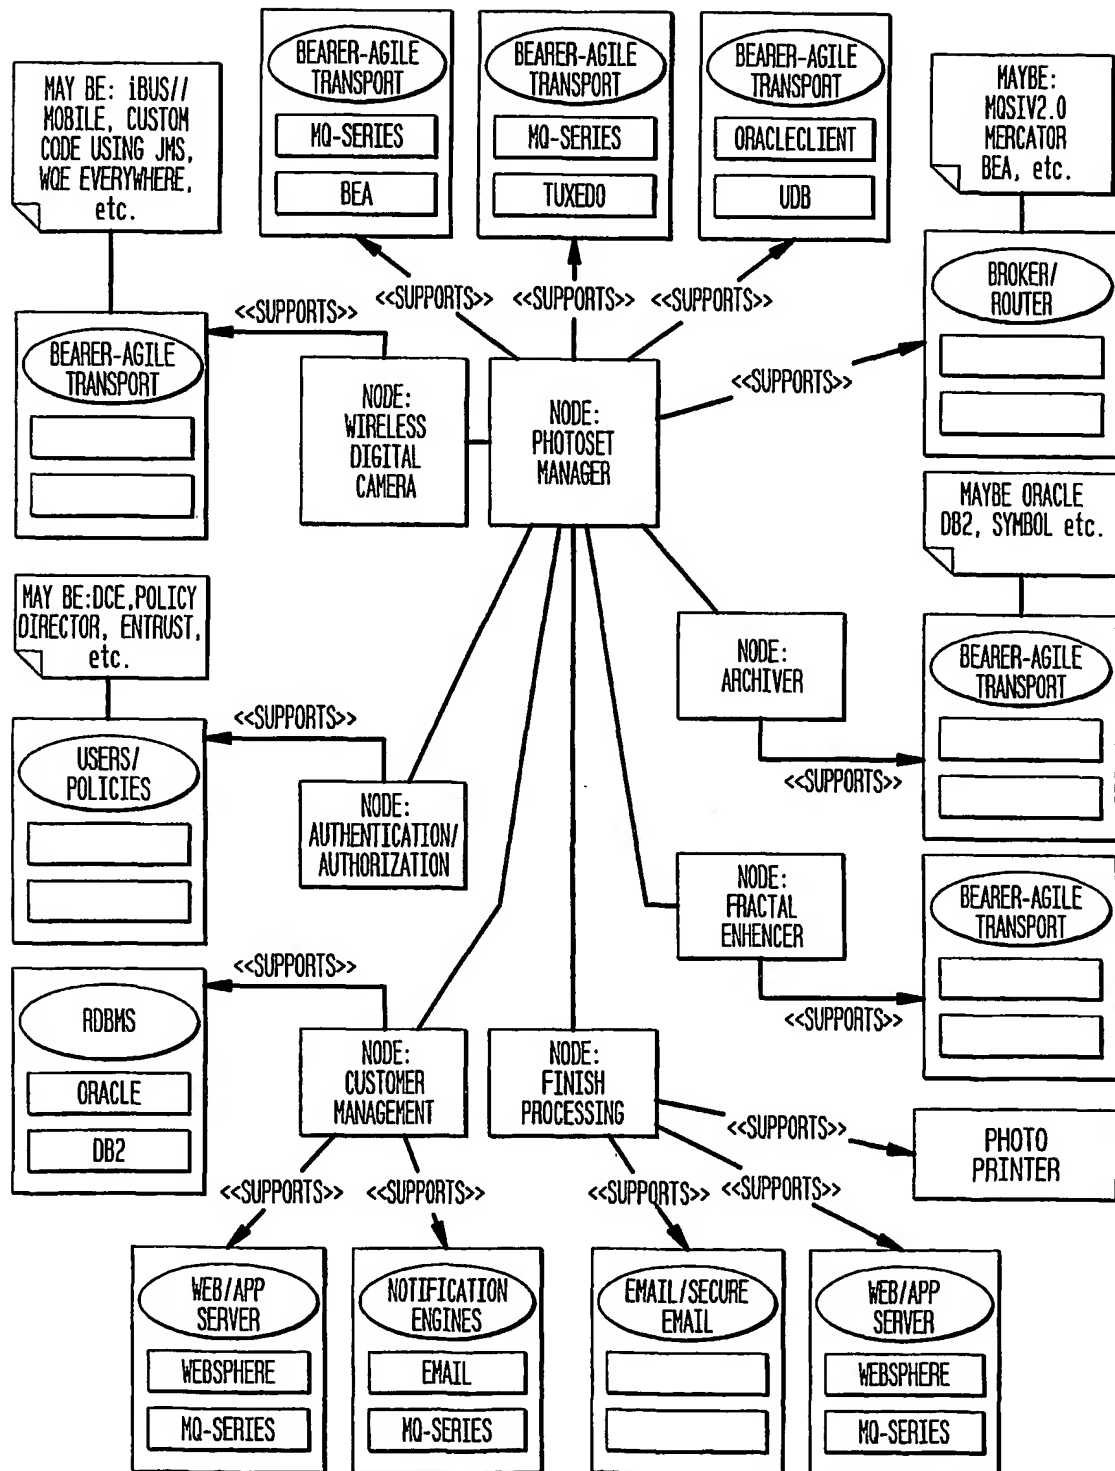 BEARER-AGILE
TRANSPORT
MQ-SERIES
BEA
BEARER-AGILE
TRANSPORT
MQ-SERIES
TUXEDO
BEARER-AGILE
TRANSPORT
ORACLECLIENT
UDB
MAY BE: iBUS//
MOBILE, CUSTOM
CODE USING JMS,
WQE EVERYWHERE,
etc.
MAYBE:
MQSIV2.0
MERCATOR
BEA, etc.
<<SUPPORTS>>
<<SUPPORTS>>
<<SUPPORTS>>
<<SUPPORTS>>
BROKER/
ROUTER
BEARER-AGILE
TRANSPORT
NODE:
WIRELESS
DIGITAL
CAMERA
NODE:
PHOTOSET
MANAGER
<<SUPPORTS>>
MAYBE ORACLE
DB2, SYMBOL etc.
MAY BE:DCE,POLICY
DIRECTOR, ENTRUST,
etc.
NODE:
ARCHIVER
BEARER-AGILE
TRANSPORT
<<SUPPORTS>>
<<SUPPORTS>>
USERS/
POLICIES
NODE:
AUTHENTICATION/
AUTHORIZATION
NODE:
FRACTAL
ENHENCER
BEARER-AGILE
TRANSPORT
<<SUPPORTS>>
<<SUPPORTS>>
RDBMS
ORACLE
DB2
NODE:
CUSTOMER
MANAGEMENT
NODE:
FINISH
PROCESSING
<<SUPPORTS>>
PHOTO
PRINTER
<<SUPPORTS>>
<<SUPPORTS>>
<<SUPPORTS>>
<<SUPPORTS>>
WEB/APP
SERVER
WEBSPHERE
MQ-SERIES
NOTIFICATION
ENGINES
EMAIL
MQ-SERIES
EMAIL/SECURE
EMAIL
WEB/APP
SERVER
WEBSPHERE
MQ-SERIES